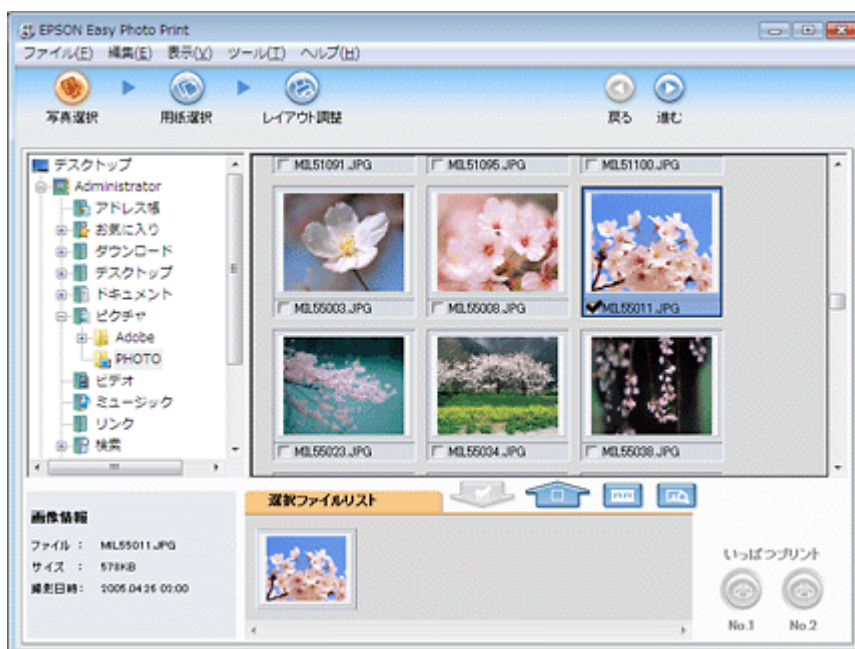 EPSON Easy Photo Print
ファイル(F) 編集(E) 表示(V) ツール(T) ヘルプ(H)
写真選択 用紙選択 レイアウト調整 戻る 進む
デスクトップ
Administrator
アドレス帳
お気に入り
ダウンロード
デスクトップ
ドキュメント
ピクチャ
Adobe
PHOTO
ビデオ
ミュージック
リンク
検索
MIL51091.JPG MIL51095.JPG MIL51100.JPG
MIL55003.JPG MIL55008.JPG MIL55011.JPG
MIL55023.JPG MIL55034.JPG MIL55038.JPG
選択ファイルリスト
画像情報
ファイル : MIL55011.JPG
サイズ : 578KB
撮影日時: 2005.04.26 02:00
いっぱつプリント
No.1 No.2